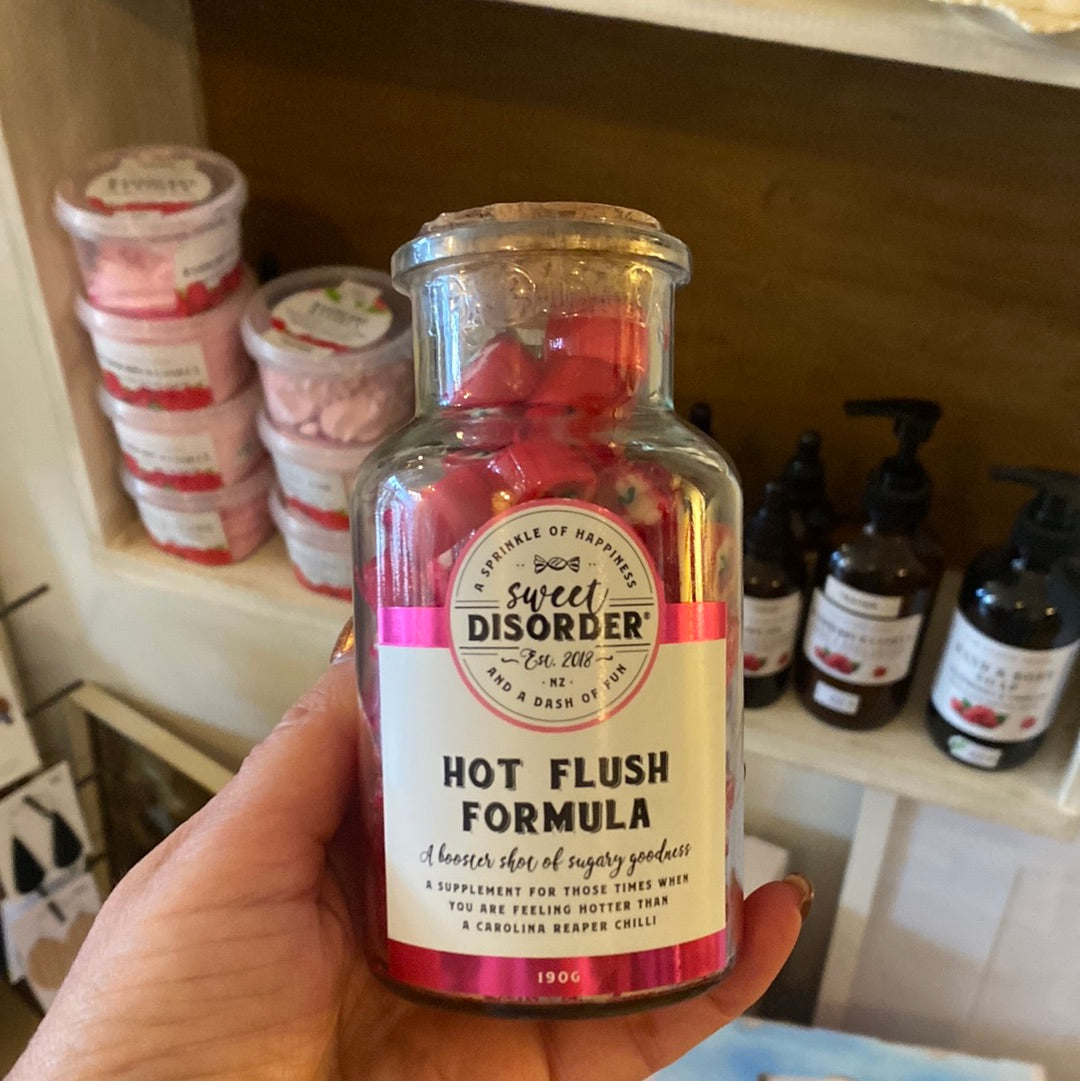 A SPRINKLE OF HAPPINESS
sweet
DISORDER®
Est. 2018
· NZ ·
AND A DASH OF FUN
HOT FLUSH
FORMULA
A booster shot of sugary goodness
A SUPPLEMENT FOR THOSE TIMES WHEN
YOU ARE FEELING HOTTER THAN
A CAROLINA REAPER CHILLI
190G